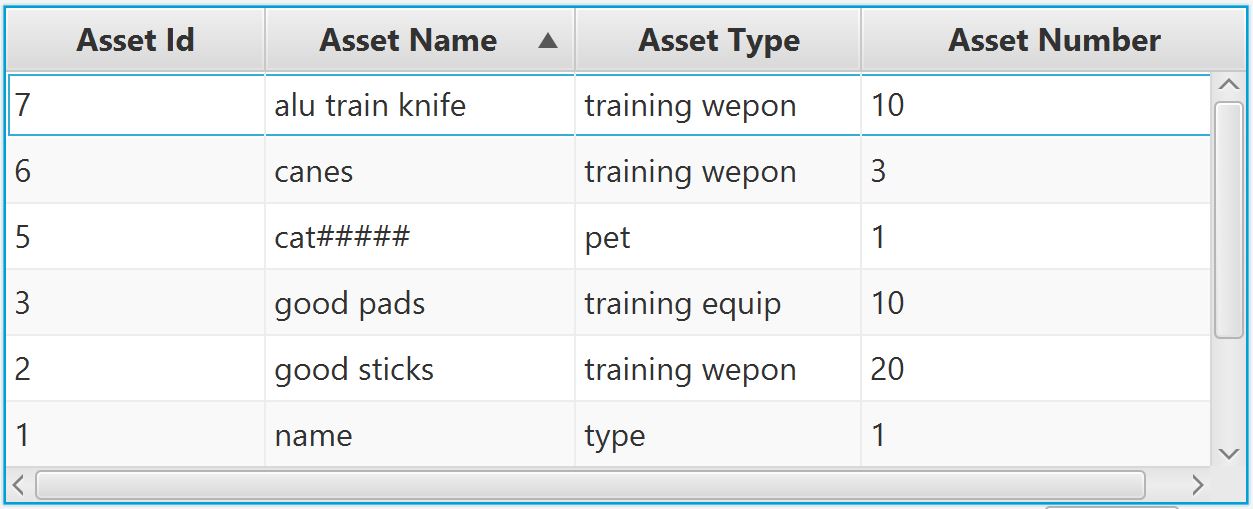 Asset Id Asset Name Asset Type Asset Number
7 alu train knife training wepon 10
6 canes training wepon 3
5 cat##### pet 1
3 good pads training equip 10
2 good sticks training wepon 20
1 name type 1